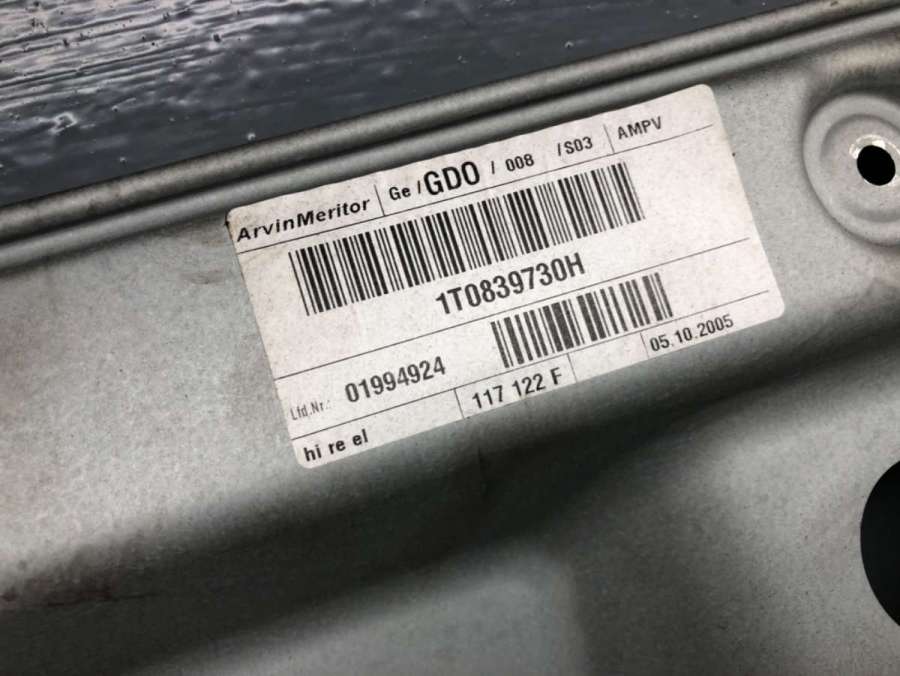 ArvinMeritor Ge / GDO / 008 / S03 AMPV
1T0839730H
Lfd.Nr.: 01994924
hi re el 117 122 F 05.10.2005